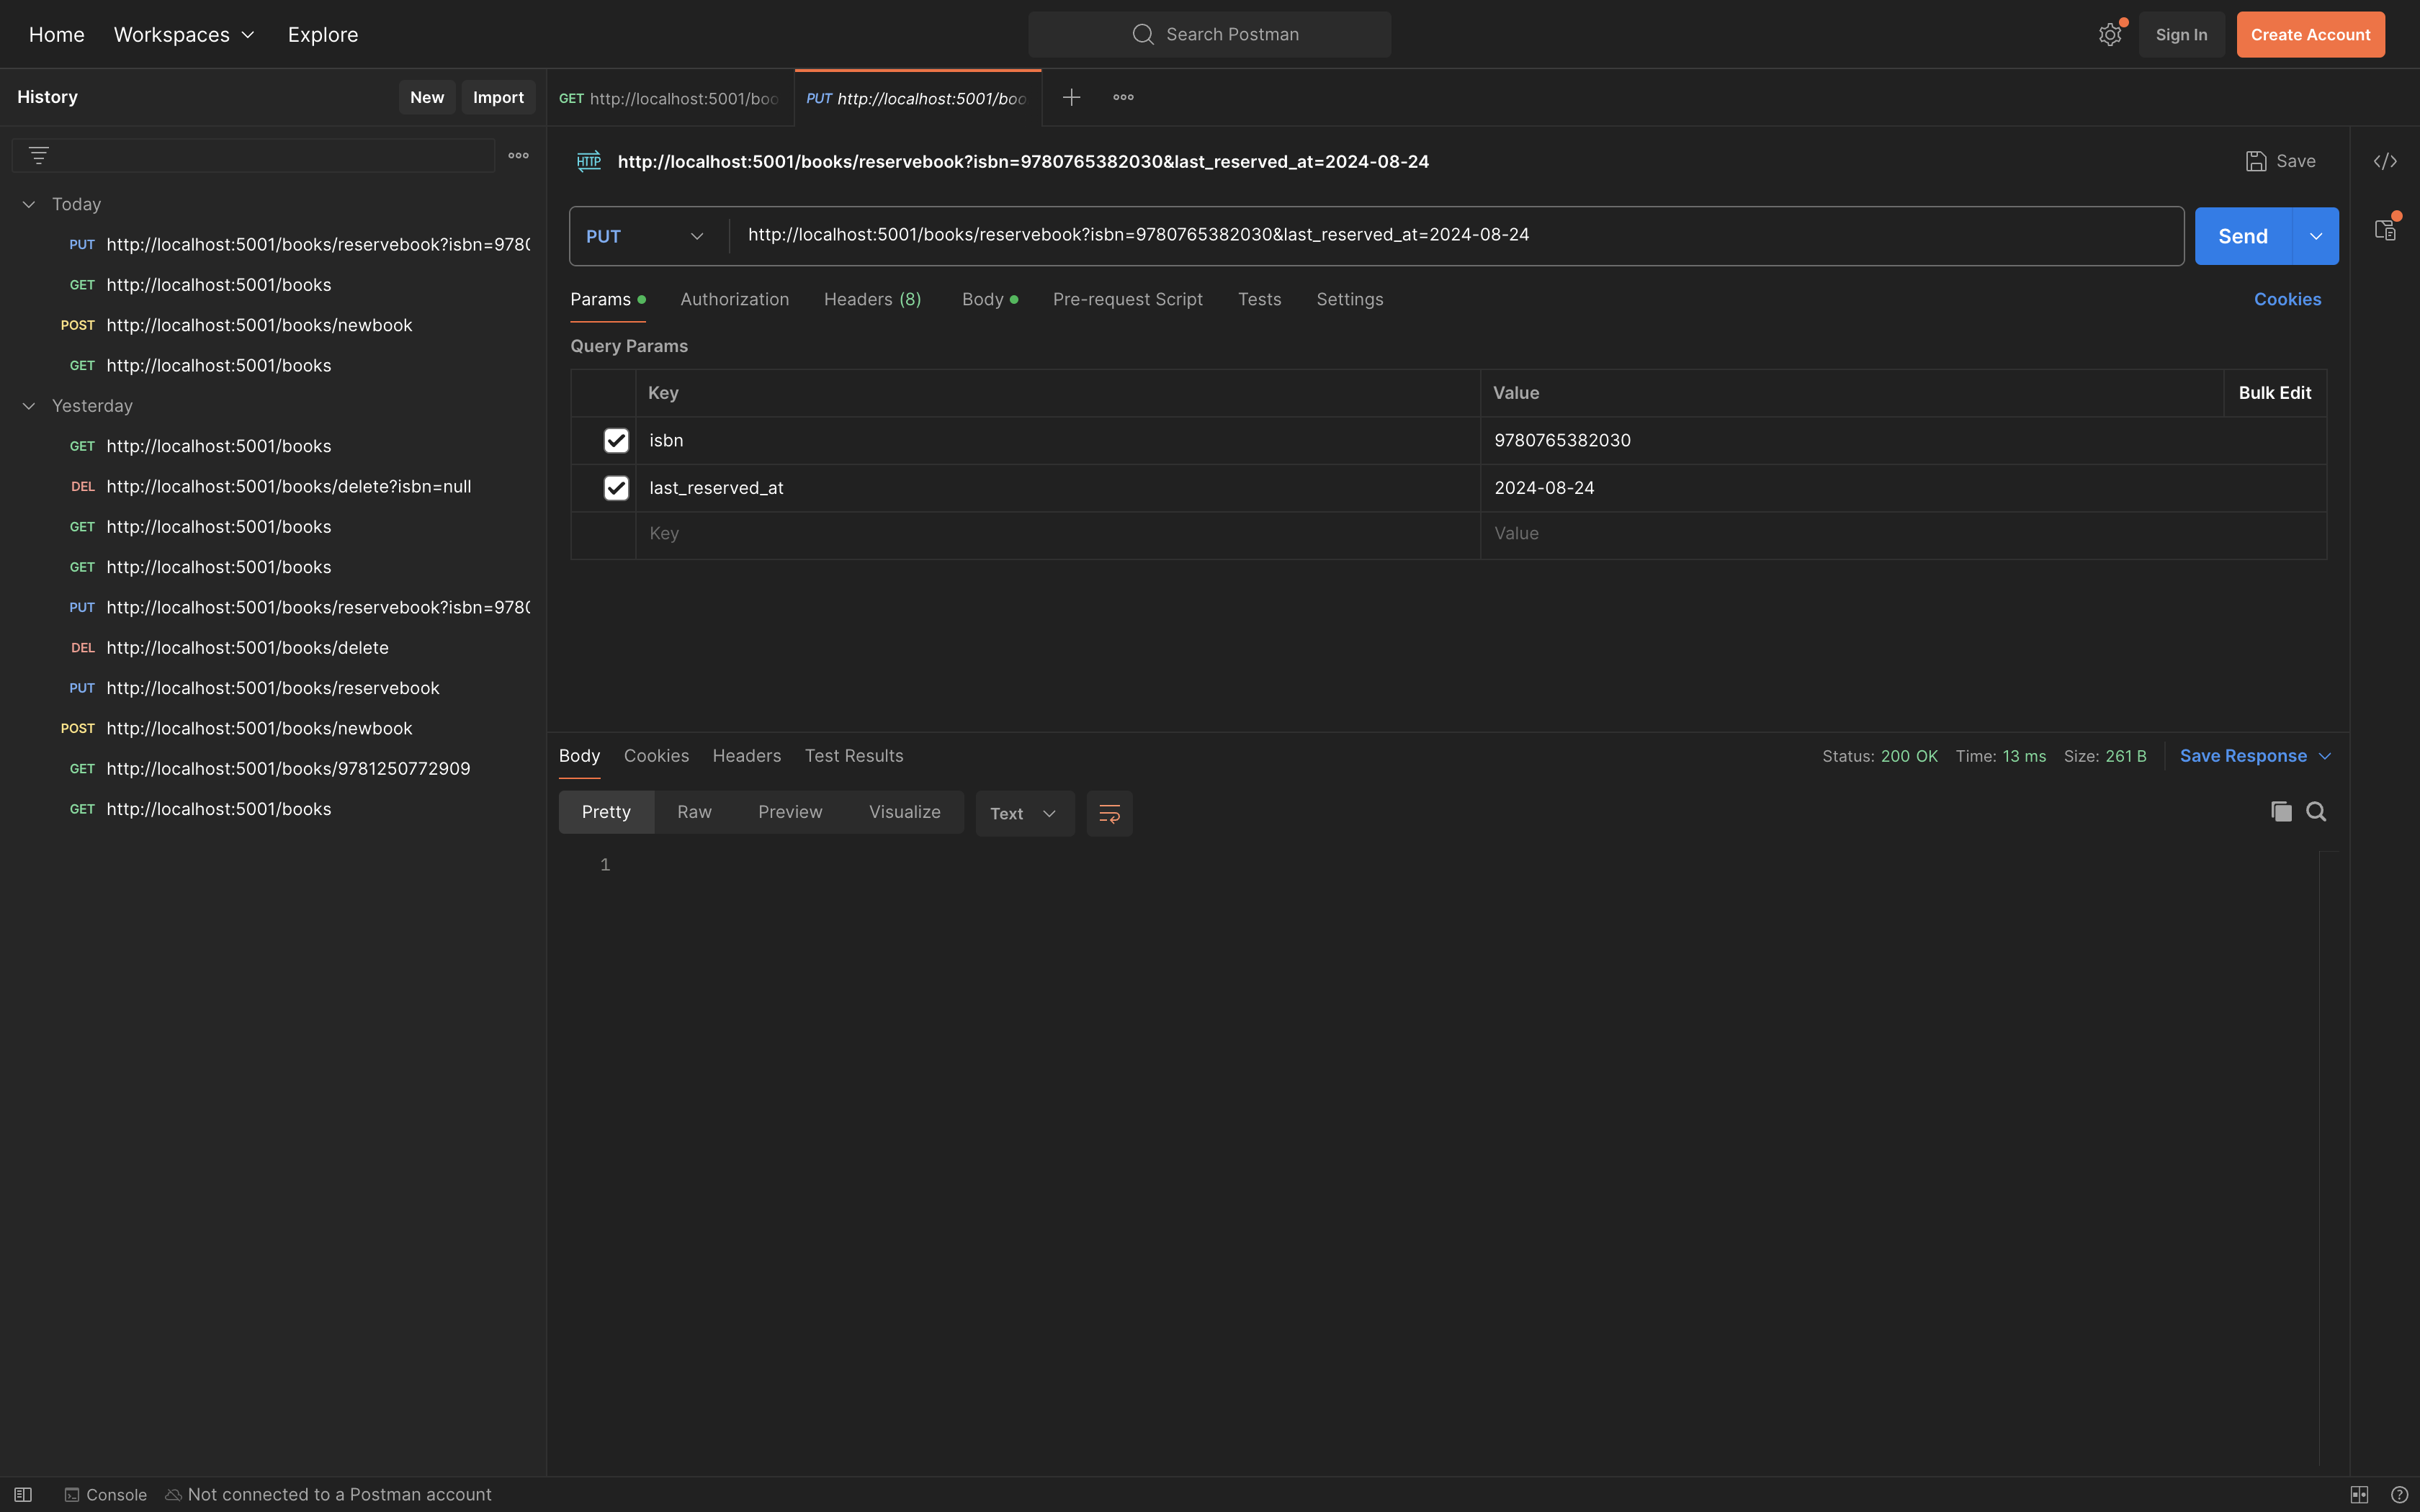 Home Workspaces Explore Search Postman Sign In Create Account
History New Import GET http://localhost:5001/boo PUT http://localhost:5001/boo
HTTP http://localhost:5001/books/reservebook?isbn=9780765382030&last_reserved_at=2024-08-24 Save
Today
PUT http://localhost:5001/books/reservebook?isbn=978
GET http://localhost:5001/books
POST http://localhost:5001/books/newbook
GET http://localhost:5001/books
Yesterday
GET http://localhost:5001/books
DEL http://localhost:5001/books/delete?isbn=null
GET http://localhost:5001/books
GET http://localhost:5001/books
PUT http://localhost:5001/books/reservebook?isbn=978
DEL http://localhost:5001/books/delete
PUT http://localhost:5001/books/reservebook
POST http://localhost:5001/books/newbook
GET http://localhost:5001/books/9781250772909
GET http://localhost:5001/books
PUT http://localhost:5001/books/reservebook?isbn=9780765382030&last_reserved_at=2024-08-24 Send
Params Authorization Headers (8) Body Pre-request Script Tests Settings Cookies
Query Params
Key Value Bulk Edit
isbn 9780765382030
last_reserved_at 2024-08-24
Key Value
Body Cookies Headers Test Results Status: 200 OK Time: 13 ms Size: 261 B Save Response
Pretty Raw Preview Visualize Text
1
Console Not connected to a Postman account